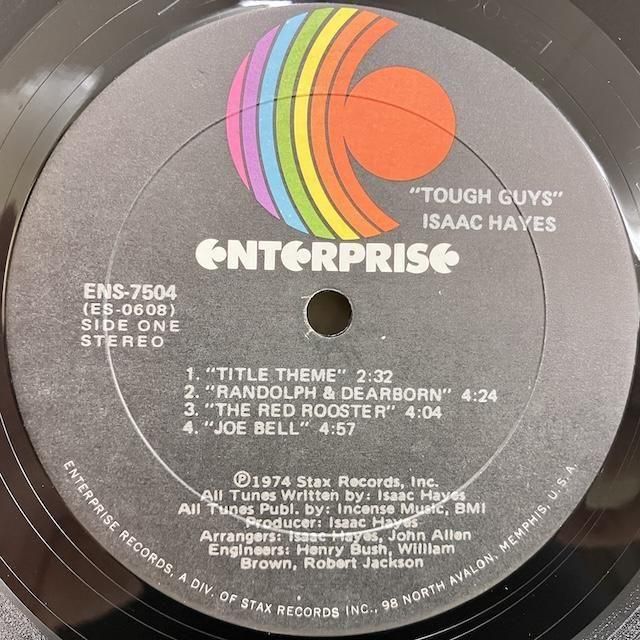 "TOUGH GUYS"
ISAAC HAYES
ENTERPRISE
ENS-7504
(ES-0608)
SIDE ONE
STEREO
1. "TITLE THEME" 2:32
2. "RANDOLPH & DEARBORN" 4:24
3. "THE RED ROOSTER" 4:04
4. "JOE BELL" 4:57
℗1974 Stax Records, Inc.
All Tunes Written by: Isaac Hayes
All Tunes Publ. by: Incense Music, BMI
Producer: Isaac Hayes
Arrangers: Isaac Hayes, John Allen
Engineers: Henry Bush, William
Brown, Robert Jackson
ENTERPRISE RECORDS, A DIV. OF STAX RECORDS INC., 98 NORTH AVALON, MEMPHIS, U.S.A.